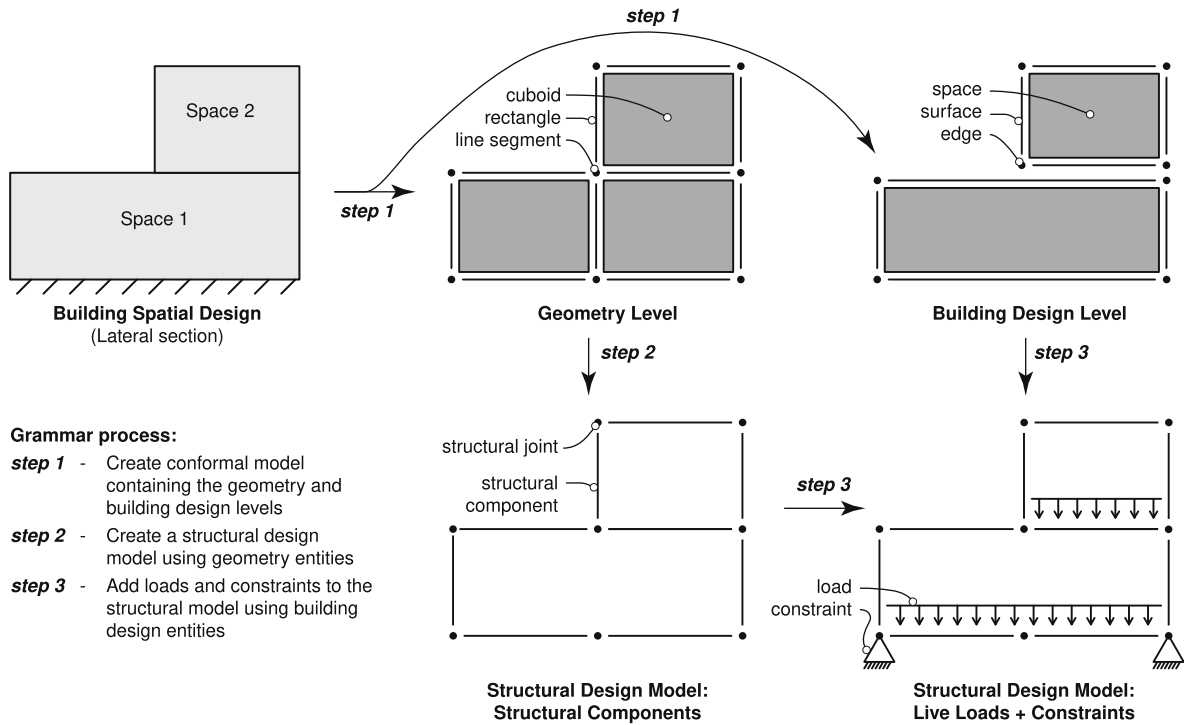 step 1
Space 2
Space 1
Building Spatial Design
(Lateral section)
step 1
cuboid
rectangle
line segment
Geometry Level
space
surface
edge
Building Design Level
step 2
step 3
Grammar process:
step 1 - Create conformal model
containing the geometry and
building design levels
step 2 - Create a structural design
model using geometry entities
step 3 - Add loads and constraints to the
structural model using building
design entities
structural joint
structural
component
Structural Design Model:
Structural Components
step 3
load
constraint
Structural Design Model:
Live Loads + Constraints